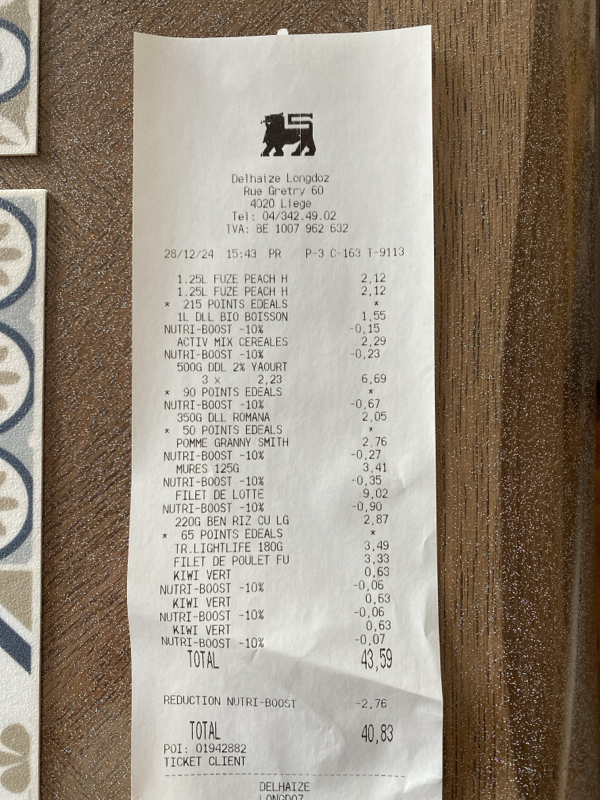 Delhaize Longdoz
Rue Gretry 60
4020 Liege
Tel: 04/342.49.02
TVA: BE 1007 962 632
28/12/24 15:43 PR P-3 C-163 T-9113
1.25L FUZE PEACH H 2,12
1.25L FUZE PEACH H 2,12
* 215 POINTS EDEALS *
1L DLL BIO BOISSON 1,55
NUTRI-BOOST -10% -0,15
ACTIV MIX CEREALES 2,29
NUTRI-BOOST -10% -0,23
500G DDL 2% YAOURT
3 x 2,23 6,69
* 90 POINTS EDEALS *
NUTRI-BOOST -10% -0,67
350G DLL ROMANA 2,05
* 50 POINTS EDEALS *
POMME GRANNY SMITH 2,76
NUTRI-BOOST -10% -0,27
MURES 125G 3,41
NUTRI-BOOST -10% -0,35
FILET DE LOTTE 9,02
NUTRI-BOOST -10% -0,90
220G BEN RIZ CU LG 2,87
* 65 POINTS EDEALS *
TR.LIGHTLIFE 180G 3,49
FILET DE POULET FU 3,33
KIWI VERT 0,63
NUTRI-BOOST -10% -0,06
KIWI VERT 0,63
NUTRI-BOOST -10% -0,06
KIWI VERT 0,63
NUTRI-BOOST -10% -0,07
TOTAL 43,59
REDUCTION NUTRI-BOOST -2,76
TOTAL 40,83
POI: 01942882
TICKET CLIENT
DELHAIZE
LONGDOZ